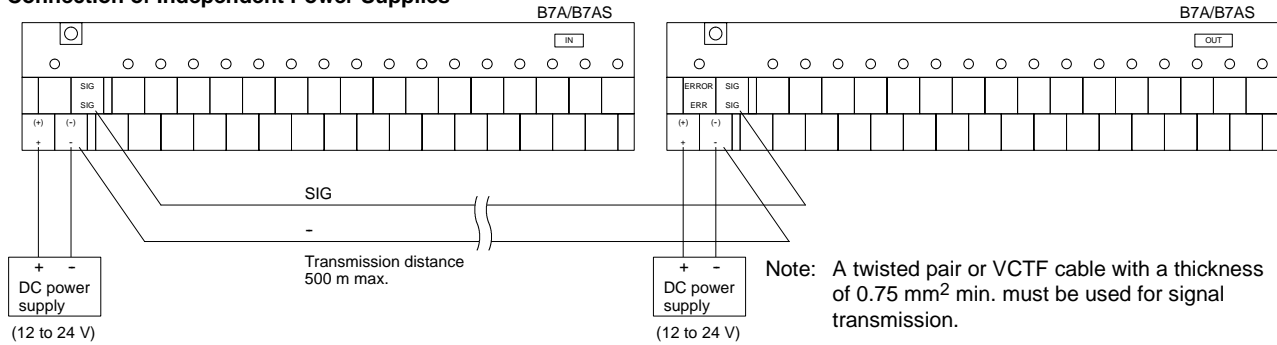 Connection of Independent Power Supplies
B7A/B7AS
B7A/B7AS
IN
OUT
SIG
SIG
ERROR SIG
ERR SIG
(+) (-)
+ -
(+) (-)
+ -
SIG
-
Transmission distance
500 m max.
+ -
DC power
supply
(12 to 24 V)
+ -
DC power
supply
(12 to 24 V)
Note: A twisted pair or VCTF cable with a thickness
of 0.75 mm2 min. must be used for signal
transmission.